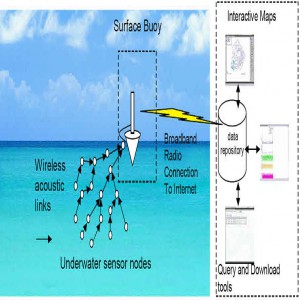 Surface Buoy
Interactive Maps
Wireless
acoustic
links
Broadband
Radio
Connection
To Internet
data
repository
Underwater sensor nodes
Query and Download
tools